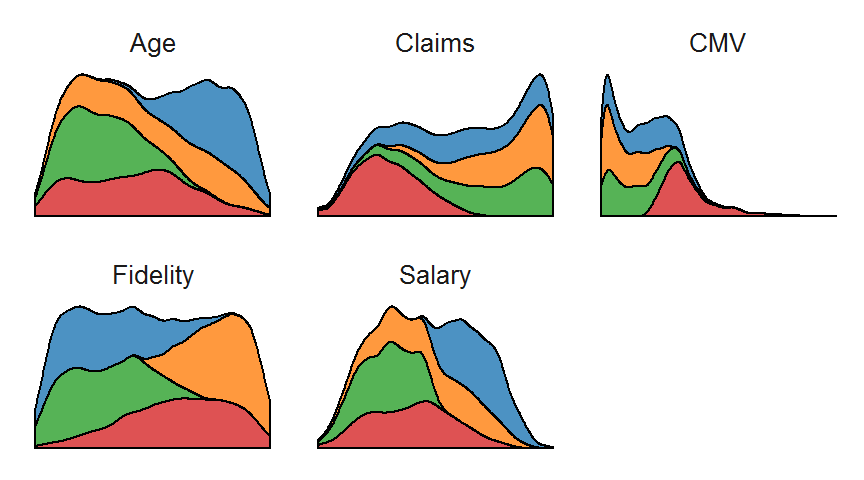 Age
Claims
CMV
Fidelity
Salary